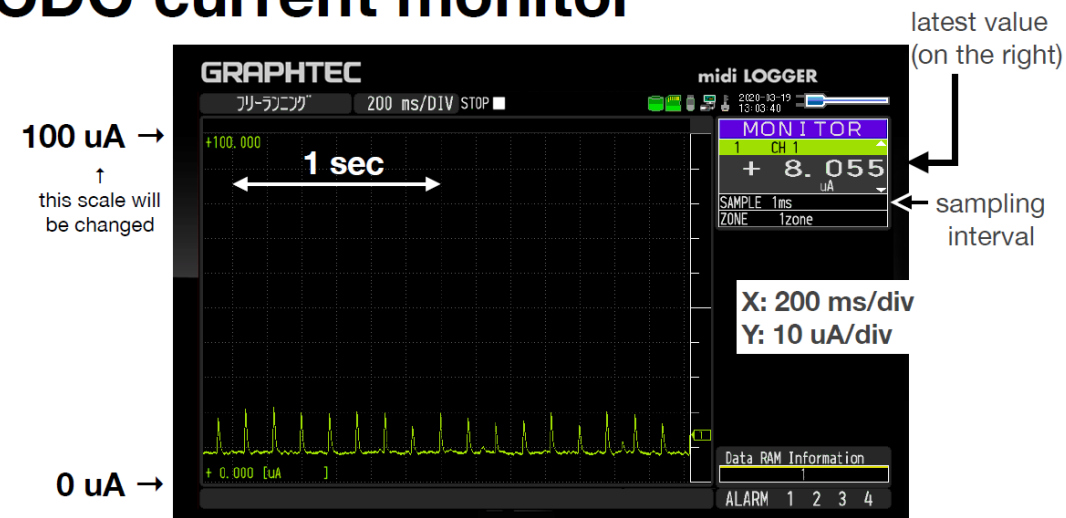 CDC current monitor
latest value
(on the right)
GRAPHTEC
midi LOGGER
フリーランニング
200 ms/DIV
STOP
2020-03-19
13:03:40
100 uA →
↑
this scale will
be changed
+100.000
1 sec
MONITOR
1 CH 1
+ 8.055
uA
SAMPLE 1ms
ZONE 1zone
sampling
interval
X: 200 ms/div
Y: 10 uA/div
1
+ 0.000 [uA ]
0 uA →
Data RAM Information
1
ALARM 1 2 3 4